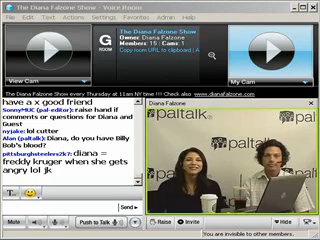 The Diana Falzone Show - Voice Room
File Edit Text Actions Settings Favorites Admin Help
G
ROOM
The Diana Falzone Show
Owner: Diana Falzone
Members: 15 | Cams: 1
Copy room URL to clipboard | A
View Cam
My Cam
The Diana Falzone Show every Thursday at 11am NY time !!! Check also www.dianafalzone.com
have a x good friend
SonnyMUC (pal-editor): raise hand if comments or questions for Diana and Guest
nyjake: lol cutter
Alan (paltalk): Diana, do you have Billy Bob's blood?
pittsburghsteelers2k7: diana = freddy kruger when she gets angry lol jk
Diana Falzone
paltalk
paltalk
Send
Mute
Push to Talk
Raise
Invite
Hide
You are invisible to other members.